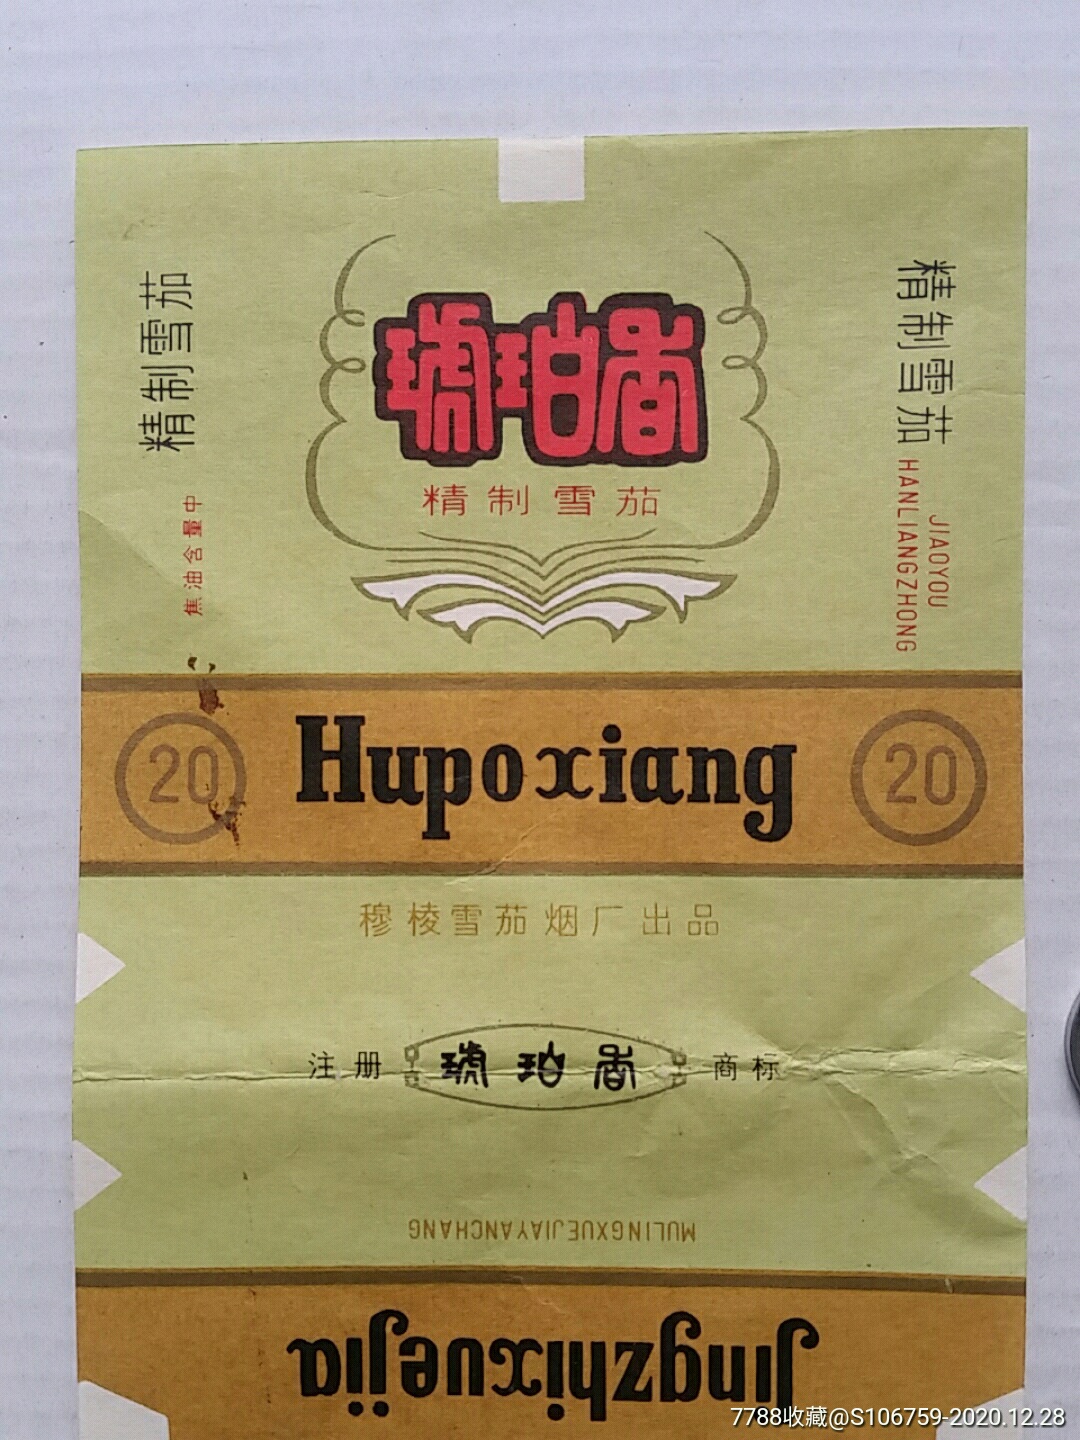 琥珀香
精制雪茄
精制雪茄
焦油含量中
精制雪茄
JIAOYOU
HANLIANGZHONG
20
Hupoxiang
20
穆棱雪茄烟厂出品
注册
琥珀香
商标
MULINGXUEJIAYANCHANG
Jingzhixuejia
7788收藏@S106759-2020.12.28